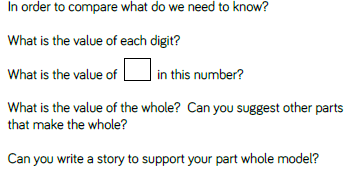 In order to compare what do we need to know?
What is the value of each digit?
What is the value of in this number?
What is the value of the whole? Can you suggest other parts
that make the whole?
Can you write a story to support your part whole model?